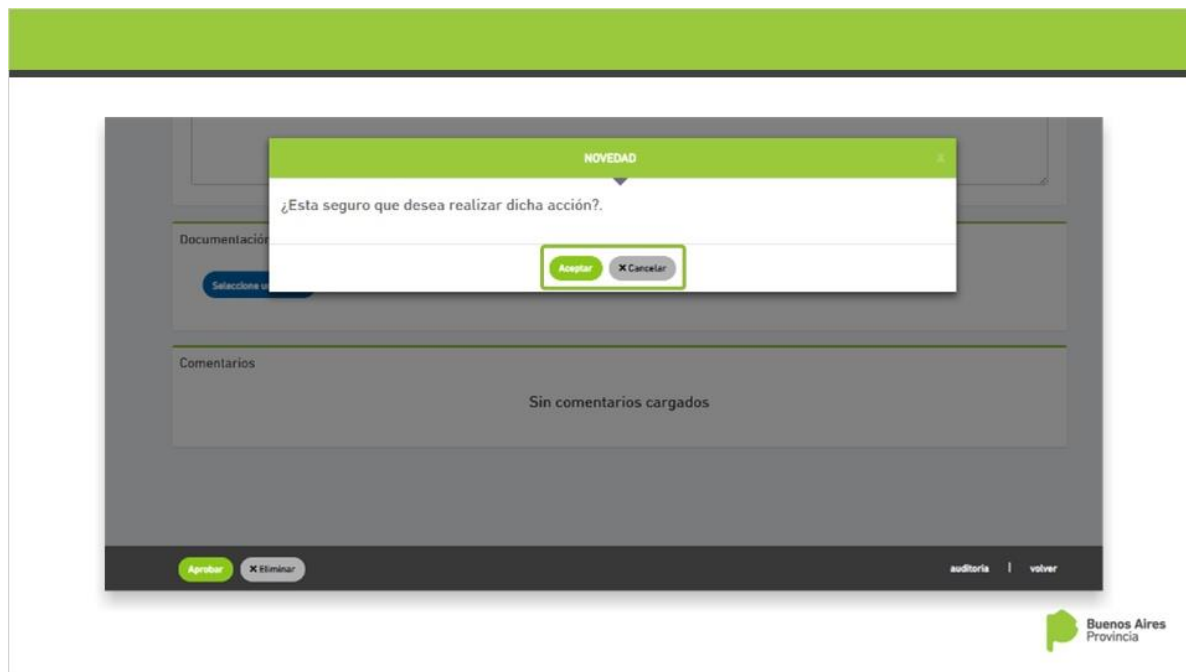 NOVEDAD
X
¿Esta seguro que desea realizar dicha acción?.
Aceptar
X Cancelar
Documentación
Seleccione
Comentarios
Sin comentarios cargados
Aprobar
X Eliminar
auditoria | volver
Buenos Aires
Provincia